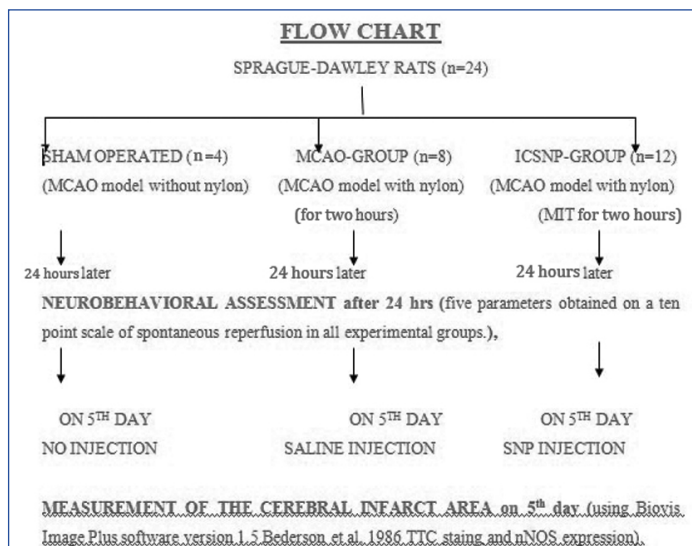 FLOW CHART
SPRAGUE-DAWLEY RATS (n=24)
SHAM OPERATED (n=4) MCAO-GROUP (n=8) ICSNP-GROUP (n=12)
(MCAO model without nylon) (MCAO model with nylon) (MCAO model with nylon)
(for two hours) (MIT for two hours)
24 hours later 24 hours later 24 hours later
NEUROBEHAVIORAL ASSESSMENT after 24 hrs (five parameters obtained on a ten
point scale of spontaneous reperfusion in all experimental groups.),
ON 5TH DAY ON 5TH DAY ON 5TH DAY
NO INJECTION SALINE INJECTION SNP INJECTION
MEASUREMENT OF THE CEREBRAL INFARCT AREA on 5th day (using Biovis
Image Plus software version 1.5 Bederson et al. 1986 TTC staing and nNOS expression).